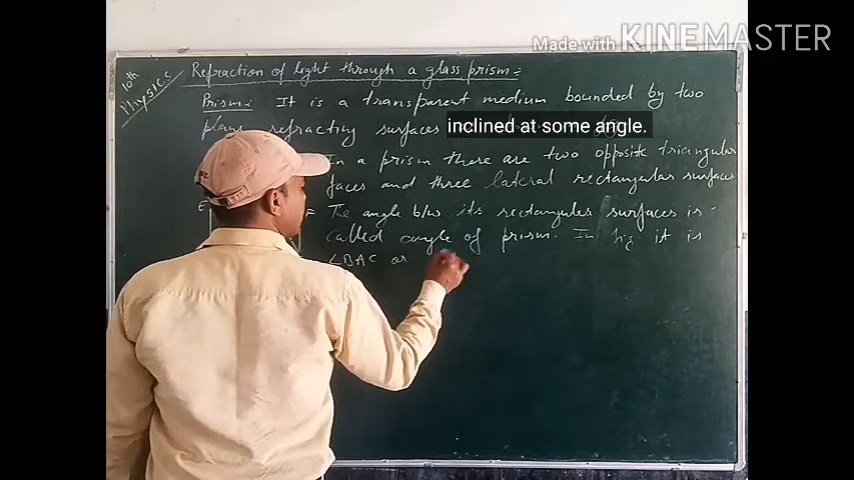 Made with KINEMASTER
10th
Physics
Refraction of light through a glass prism :-
Prism :- It is a transparent medium bounded by two
plane refracting surfaces inclined at some angle.
In a prism there are two opposite triangular
faces and three lateral rectangular surfaces
E = The angle b/w its rectangular surfaces is
called angle of prism. In fig. it is
∠BAC or